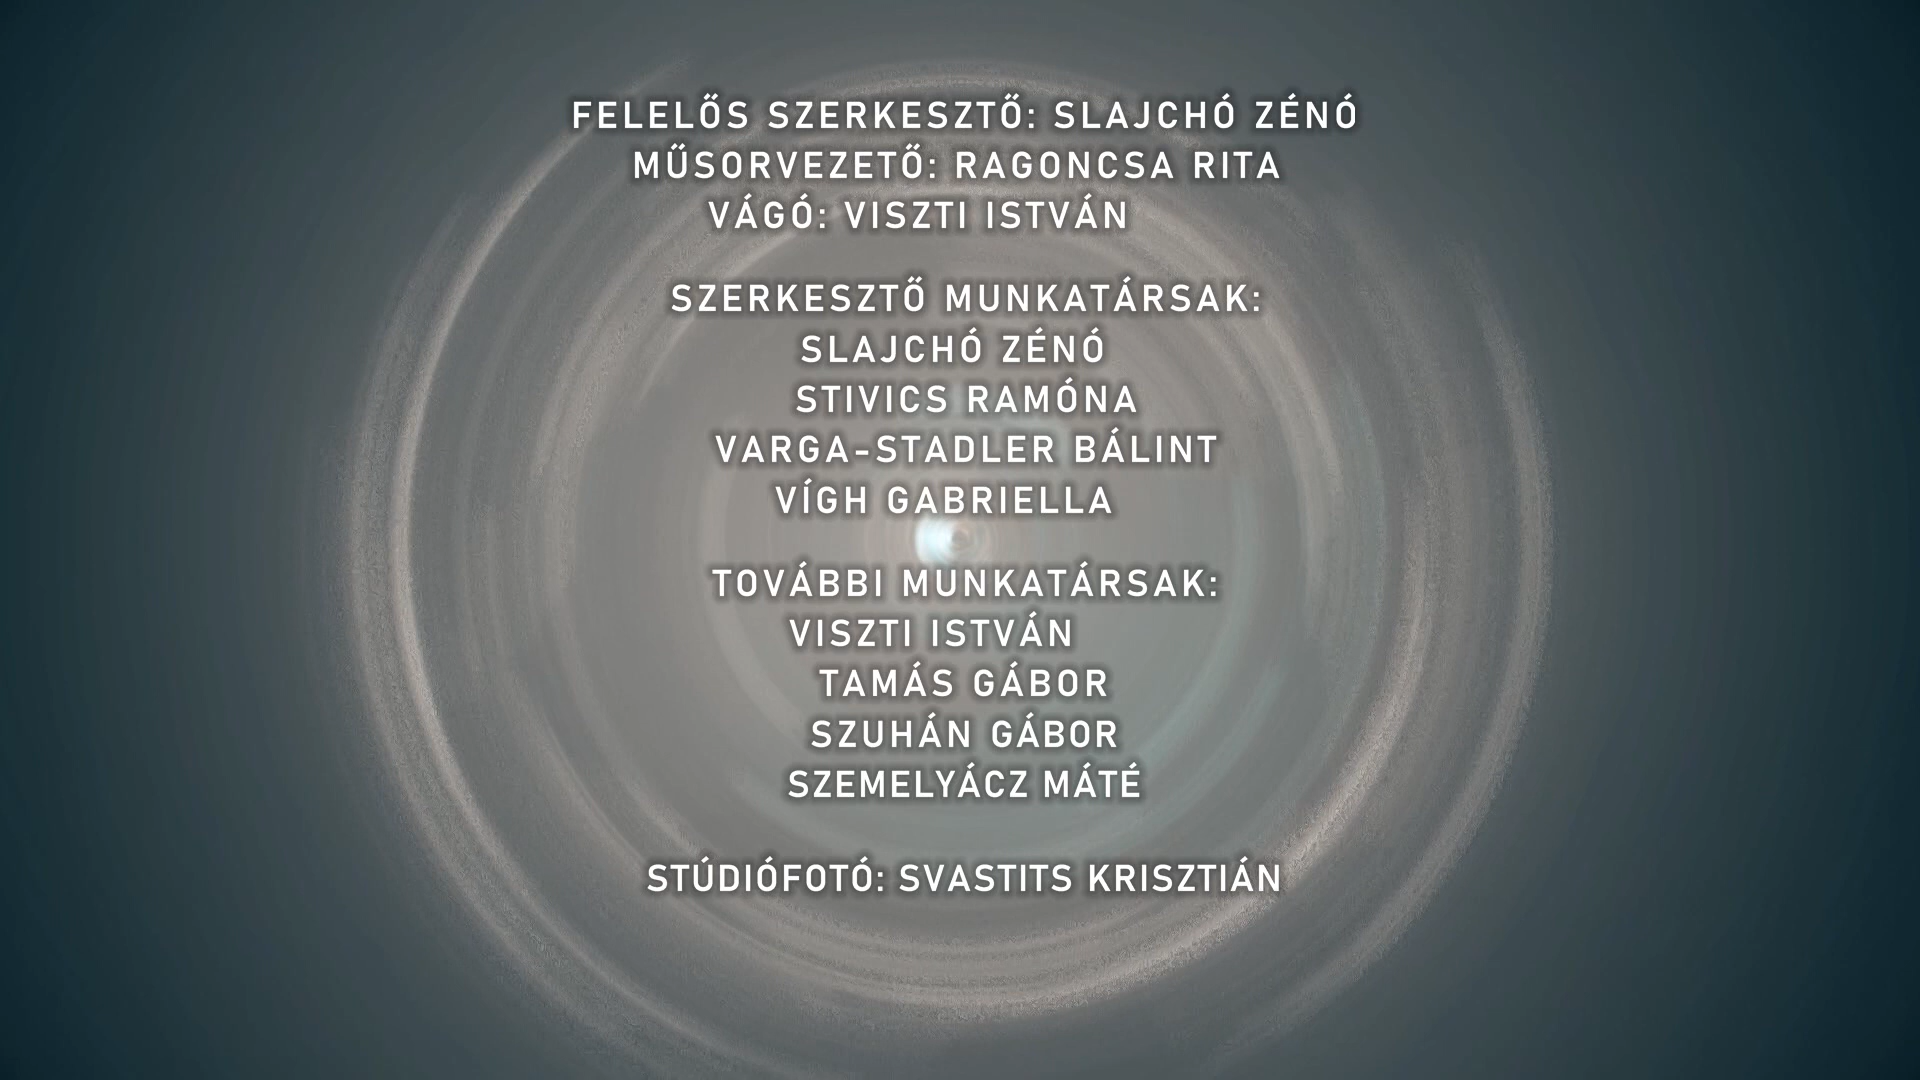 FELELŐS SZERKESZTŐ: SLAJCHÓ ZÉNÓ
MŰSORVEZETŐ: RAGONCSA RITA
VÁGÓ: VISZTI ISTVÁN
SZERKESZTŐ MUNKATÁRSAK:
SLAJCHÓ ZÉNÓ
STIVICS RAMÓNA
VARGA-STADLER BÁLINT
VÍGH GABRIELLA
TOVÁBBI MUNKATÁRSAK:
VISZTI ISTVÁN
TAMÁS GÁBOR
SZUHÁN GÁBOR
SZEMELYÁCZ MÁTÉ
STÚDIÓFOTÓ: SVASTITS KRISZTIÁN